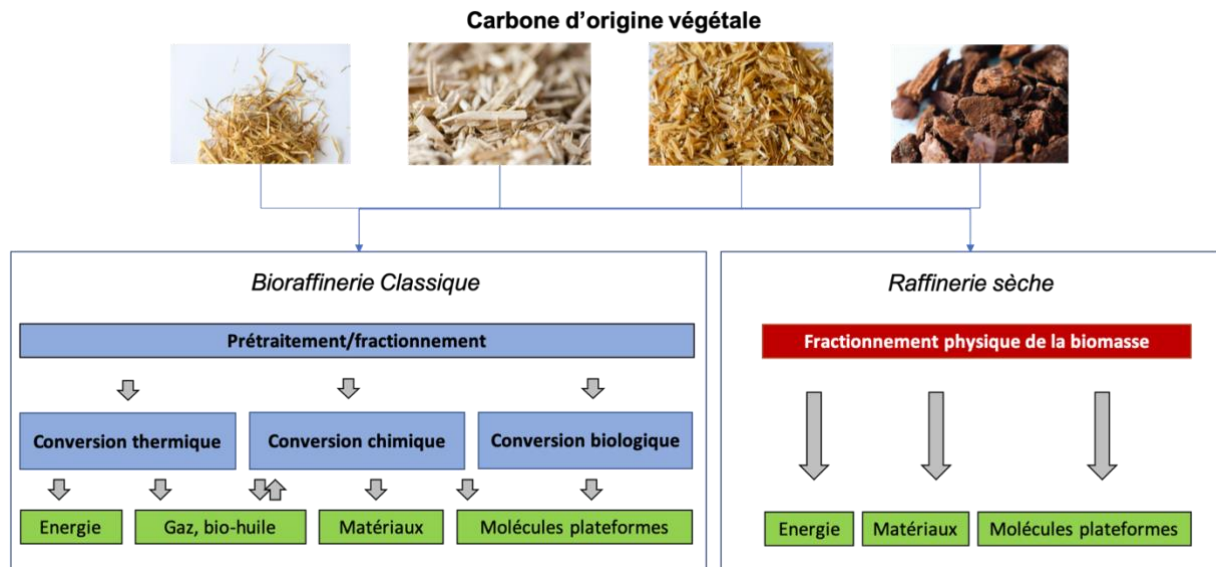 Carbone d’origine végétale
Bioraffinerie Classique
Prétraitement/fractionnement
Conversion thermique
Conversion chimique
Conversion biologique
Energie
Gaz, bio-huile
Matériaux
Molécules plateformes
Raffinerie sèche
Fractionnement physique de la biomasse
Energie
Matériaux
Molécules plateformes